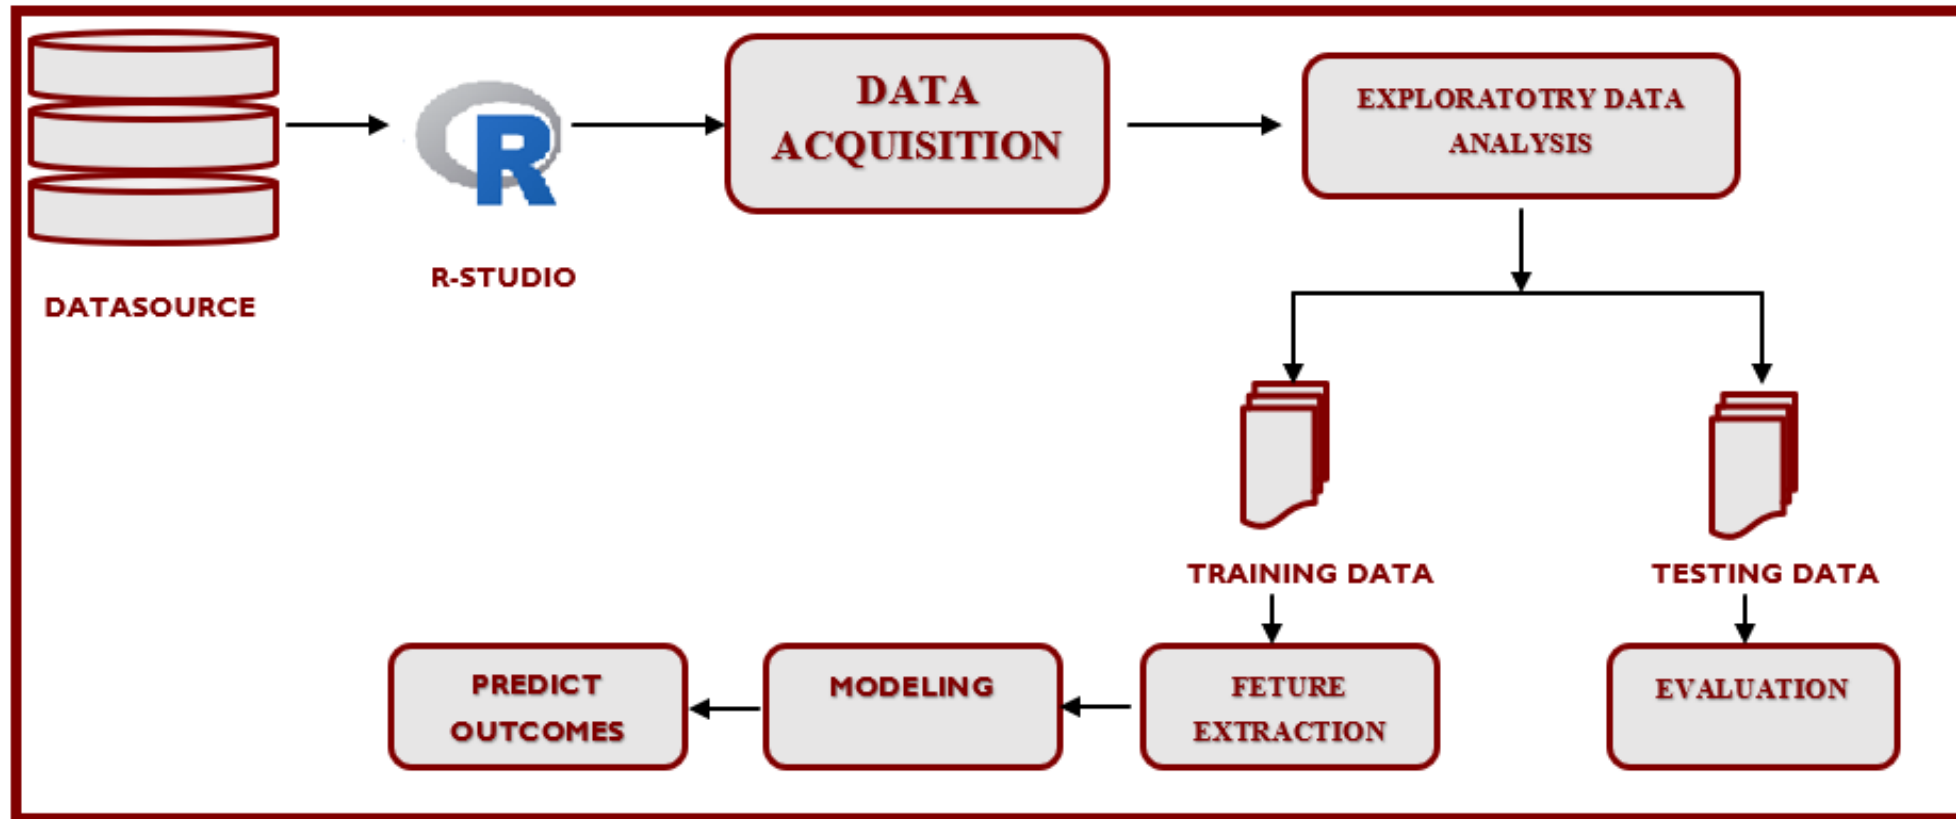 DATASOURCE
R
R-STUDIO
DATA
ACQUISITION
EXPLORATOTRY DATA
ANALYSIS
TRAINING DATA
TESTING DATA
PREDICT
OUTCOMES
MODELING
FETURE
EXTRACTION
EVALUATION